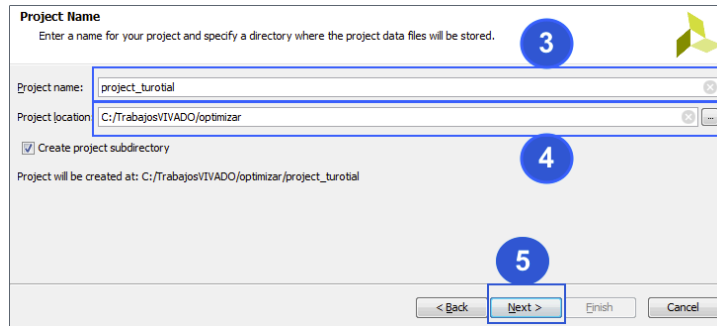 Project Name
Enter a name for your project and specify a directory where the project data files will be stored.
3
Project name: project_turotial
Project location: C:/TrabajosVIVADO/optimizar ...
4
Create project subdirectory
Project will be created at: C:/TrabajosVIVADO/optimizar/project_turotial
5
< Back Next > Finish Cancel